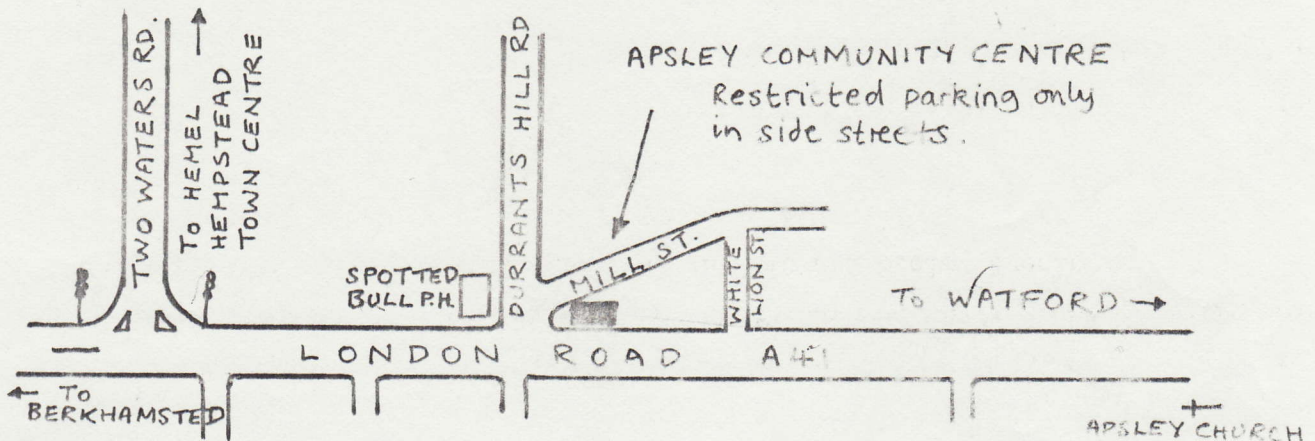 TWO WATERS RD.
TO HEMEL
HEMPSTEAD
TOWN CENTRE
SPOTTED
BULL P.H.
DURRANTS HILL RD
APSLEY COMMUNITY CENTRE
Restricted parking only
in side streets.
MILL ST.
WHITE
LION ST.
TO WATFORD →
LONDON ROAD A41
← TO
BERKHAMSTED
APSLEY CHURCH